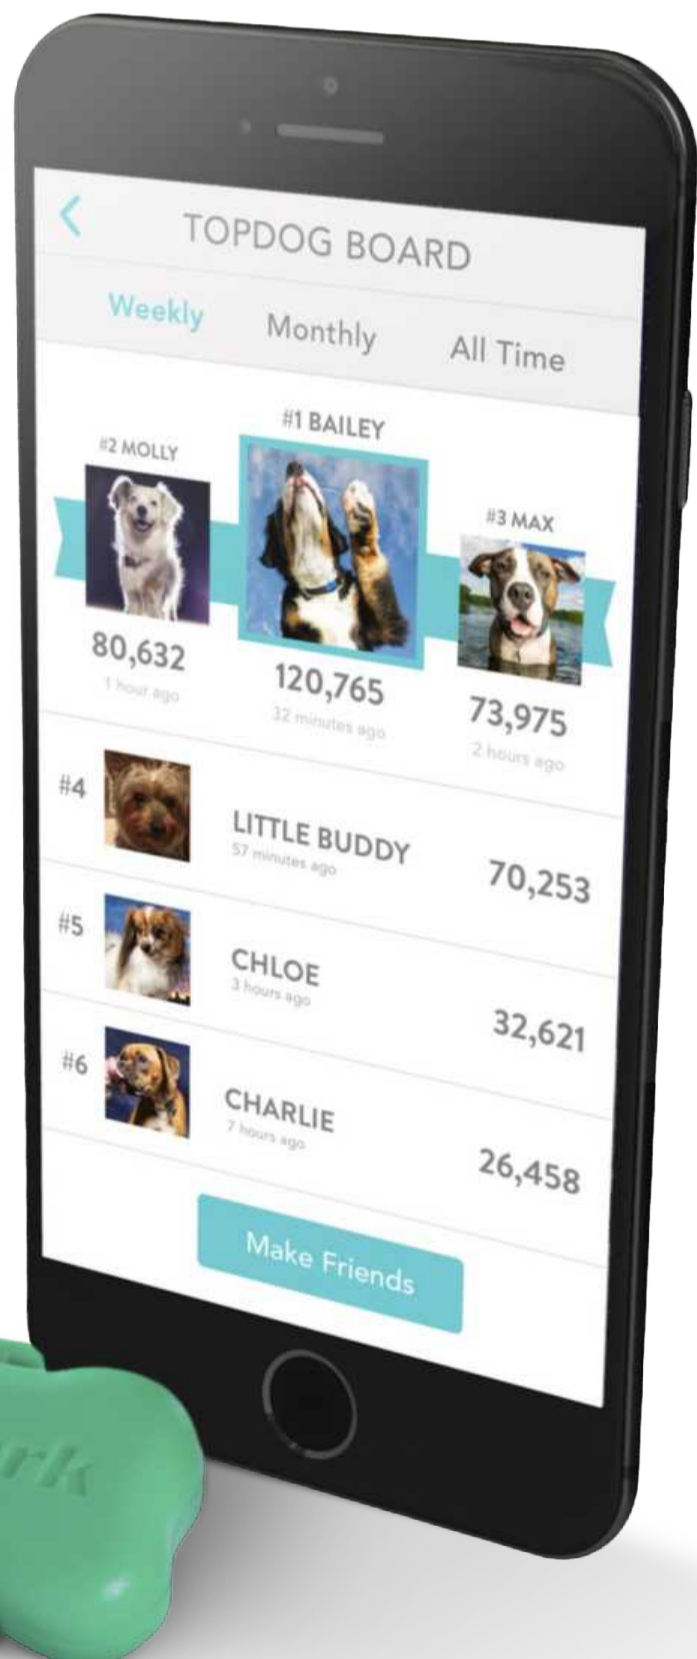 TOPDOG BOARD
Weekly Monthly All Time
#2 MOLLY
80,632
1 hour ago
#1 BAILEY
120,765
32 minutes ago
#3 MAX
73,975
2 hours ago
#4
LITTLE BUDDY
57 minutes ago
70,253
#5
CHLOE
3 hours ago
32,621
#6
CHARLIE
7 hours ago
26,458
Make Friends